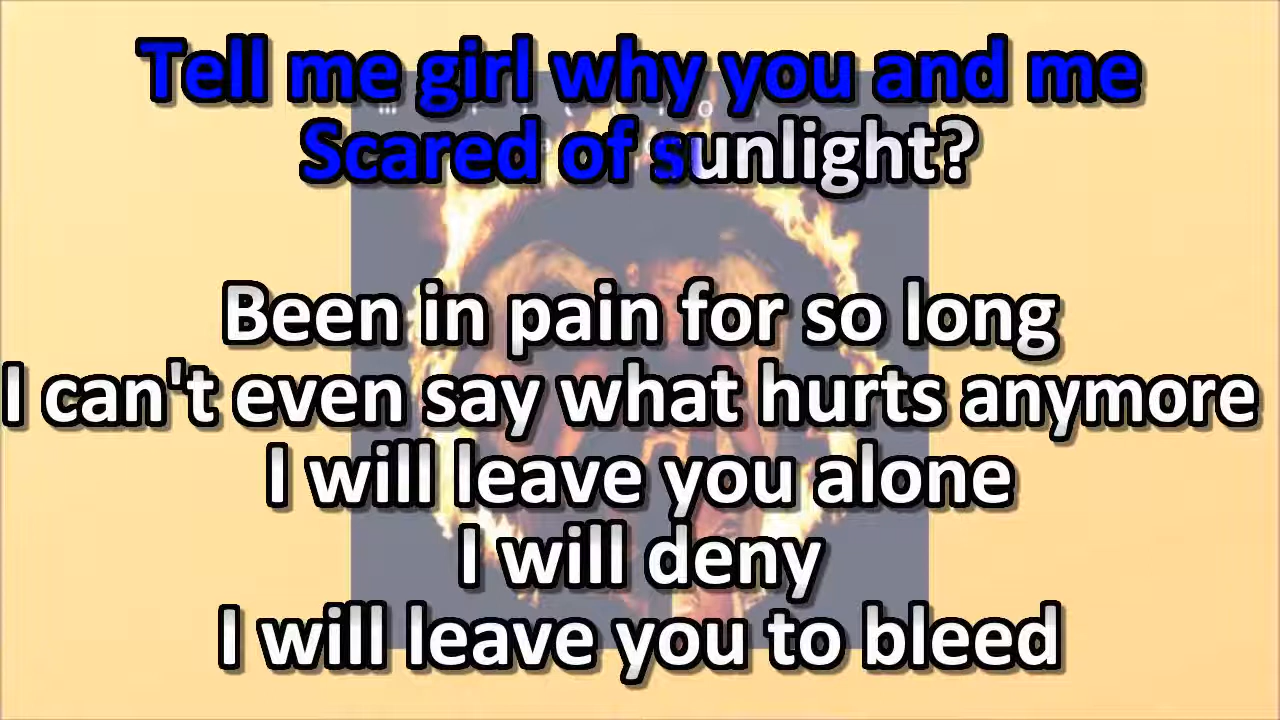 Tell me girl why you and me
Scared of sunlight?
Been in pain for so long
I can't even say what hurts anymore
I will leave you alone
I will deny
I will leave you to bleed